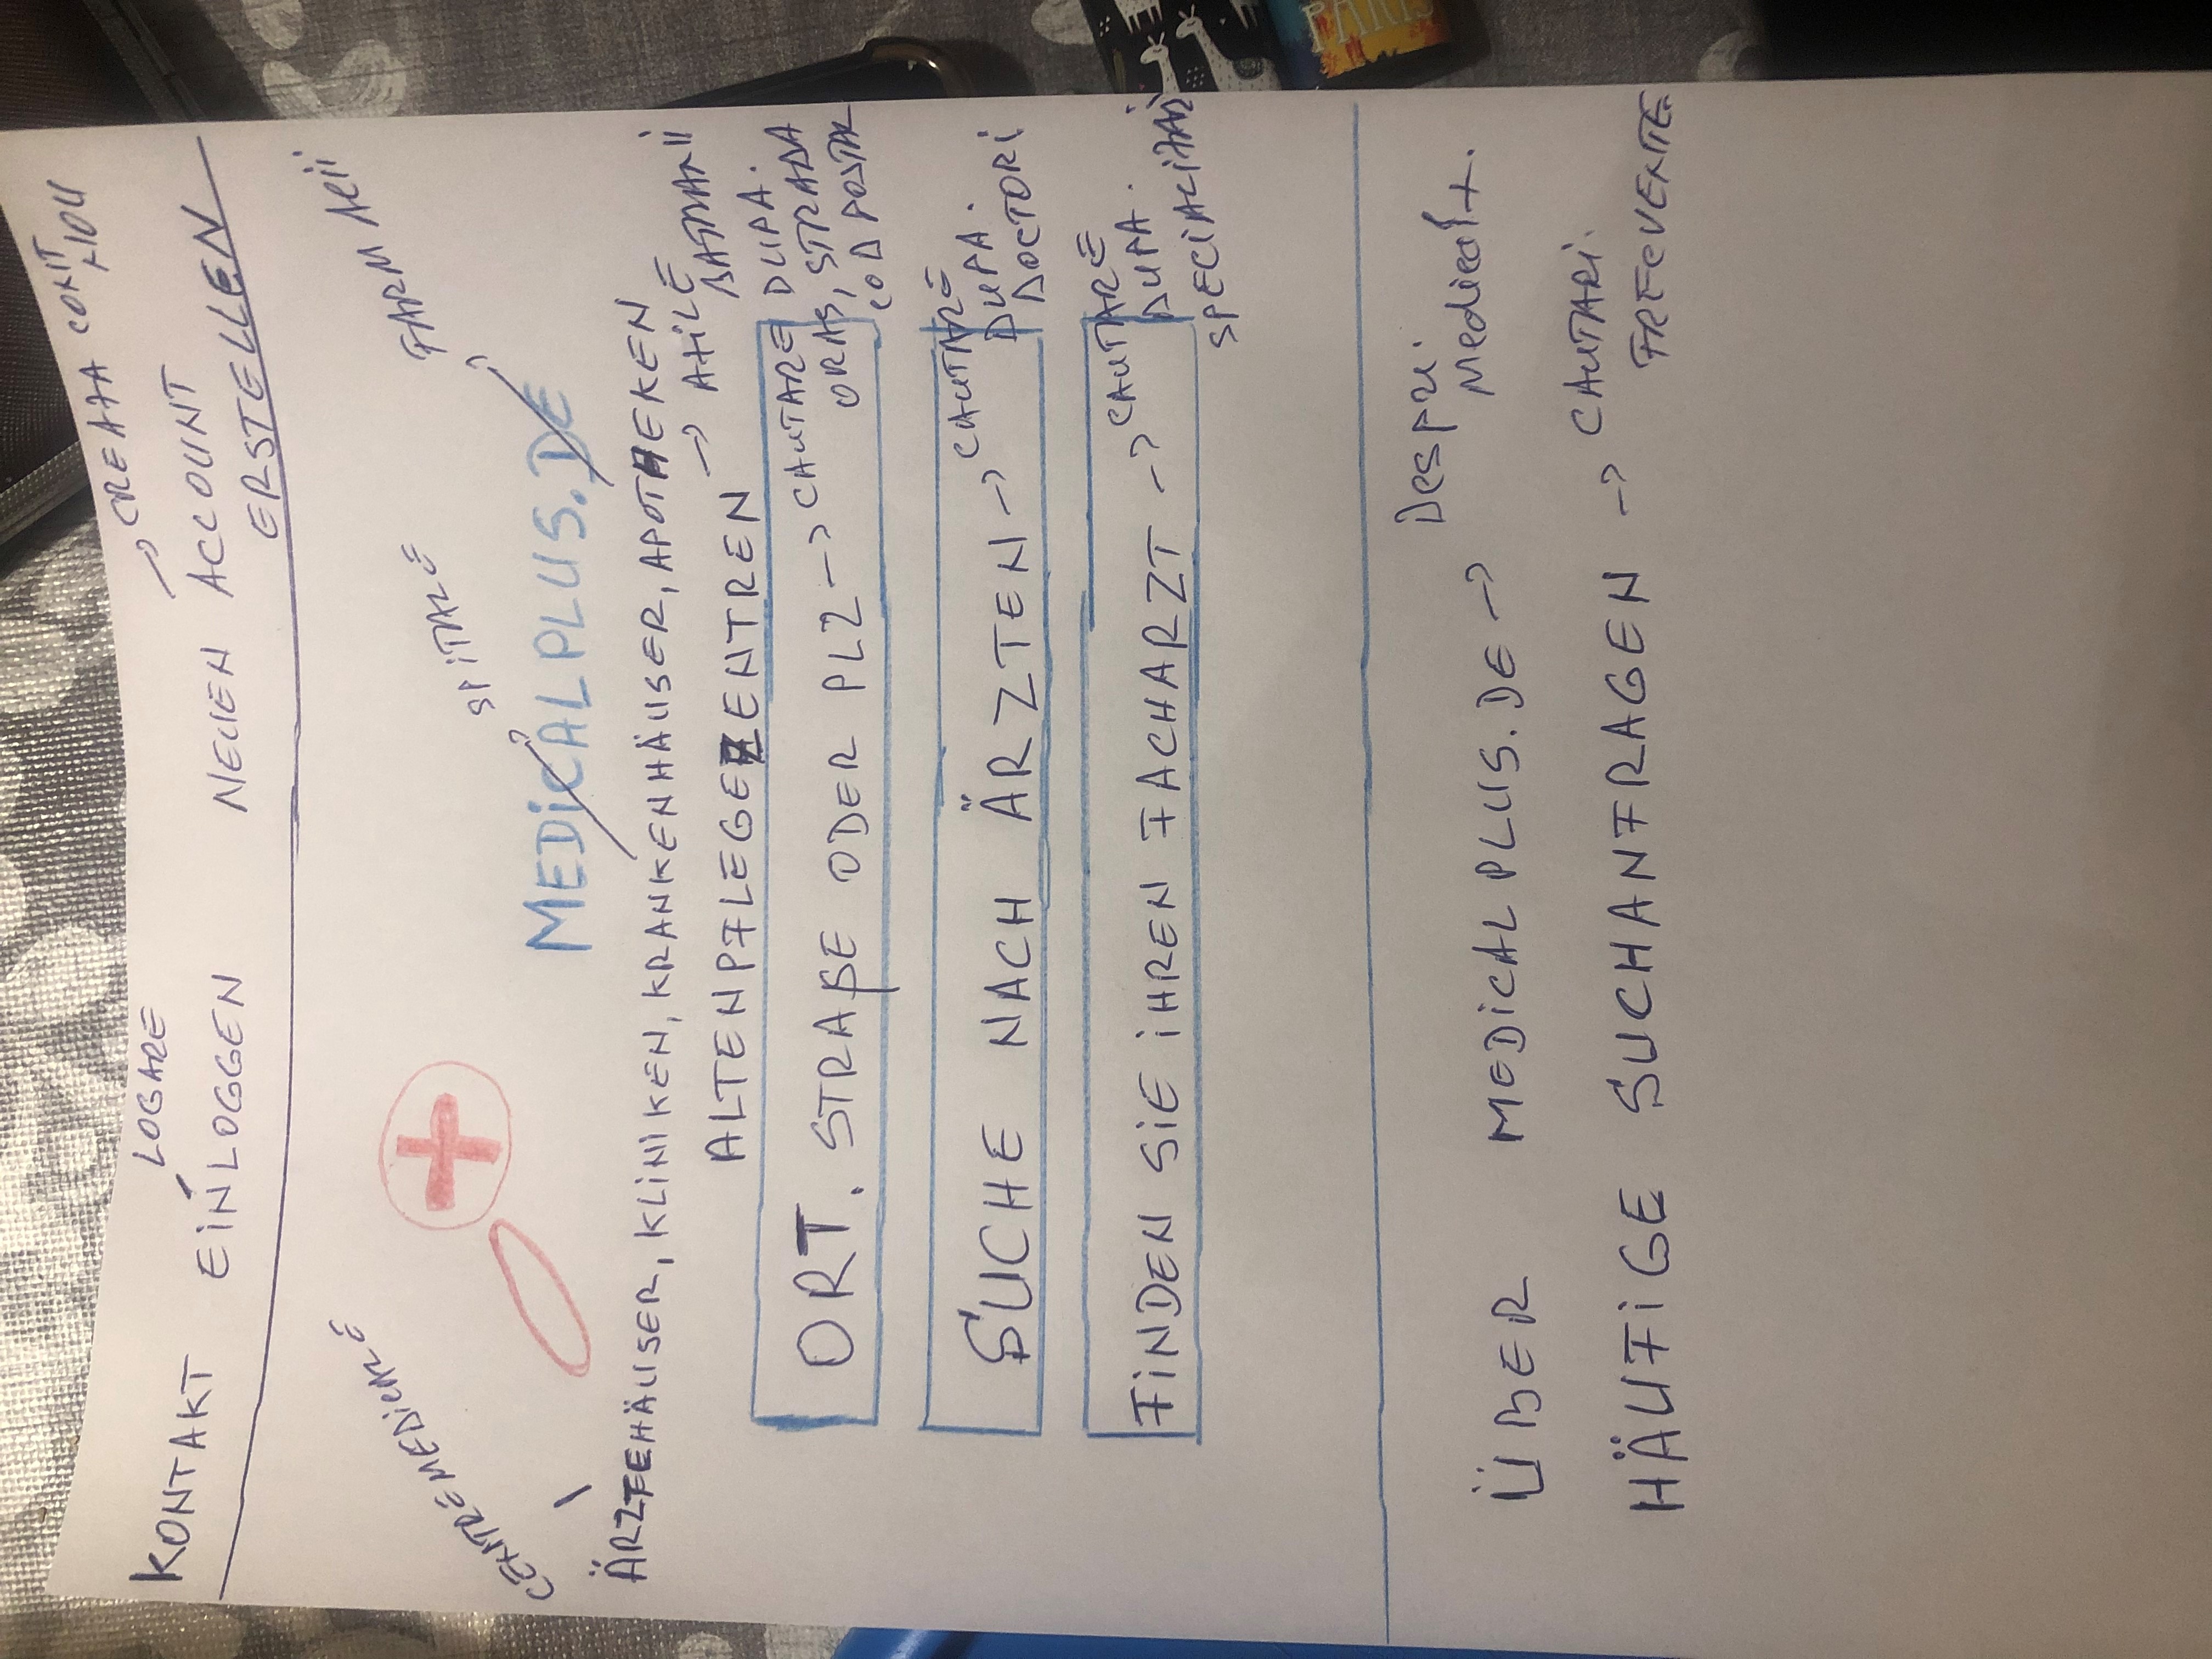 LOGARE
CREAZA CONT
NOU
KONTAKT EINLOGGEN NEUEN ACCOUNT
ERSTELLEN
CENTRE MEDICALE
SPITALE
FARMACII
MEDICALPLUS.DE
ÄRZTEEHÄUSER, KLINIKEN, KRANKENHÄUSER, APOTHEKEN
ALTENPFLEGEZENTREN → AZILE
BATRANII
ORT. STRAßE ODER PLZ → CAUTARE DUPA.
ORAS, STRADA
COD POSTAL
SUCHE NACH ÄRZTEN → CAUTARE
DUPA.
DOCTORI
FINDEN SIE IHREN FACHARZT → CAUTARE
DUPA.
SPECIALIZARI
Despre.
ÜBER MEDICALPLUS.DE → Medical+.
HÄUFIGE SUCHANFRAGEN → CAUTARI.
FRECVENTE.